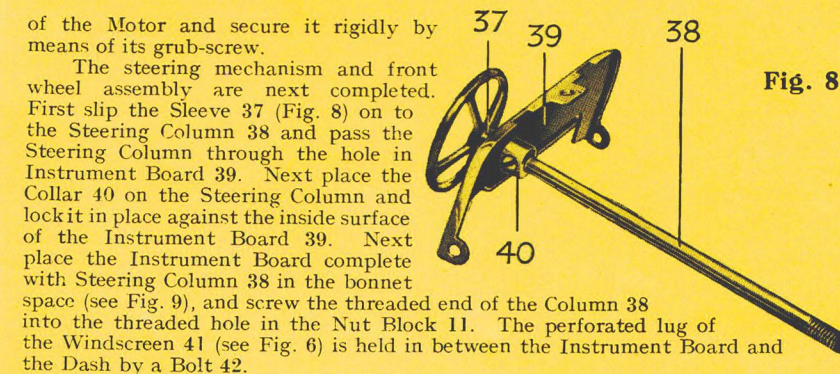 of the Motor and secure it rigidly by
means of its grub-screw.
The steering mechanism and front
wheel assembly are next completed.
First slip the Sleeve 37 (Fig. 8) on to
the Steering Column 38 and pass the
Steering Column through the hole in
Instrument Board 39. Next place the
Collar 40 on the Steering Column and
lock it in place against the inside surface
of the Instrument Board 39. Next
place the Instrument Board complete
with Steering Column 38 in the bonnet
space (see Fig. 9), and screw the threaded end of the Column 38
into the threaded hole in the Nut Block 11. The perforated lug of
the Windscreen 41 (see Fig. 6) is held in between the Instrument Board and
the Dash by a Bolt 42.
37
39
38
40
Fig. 8